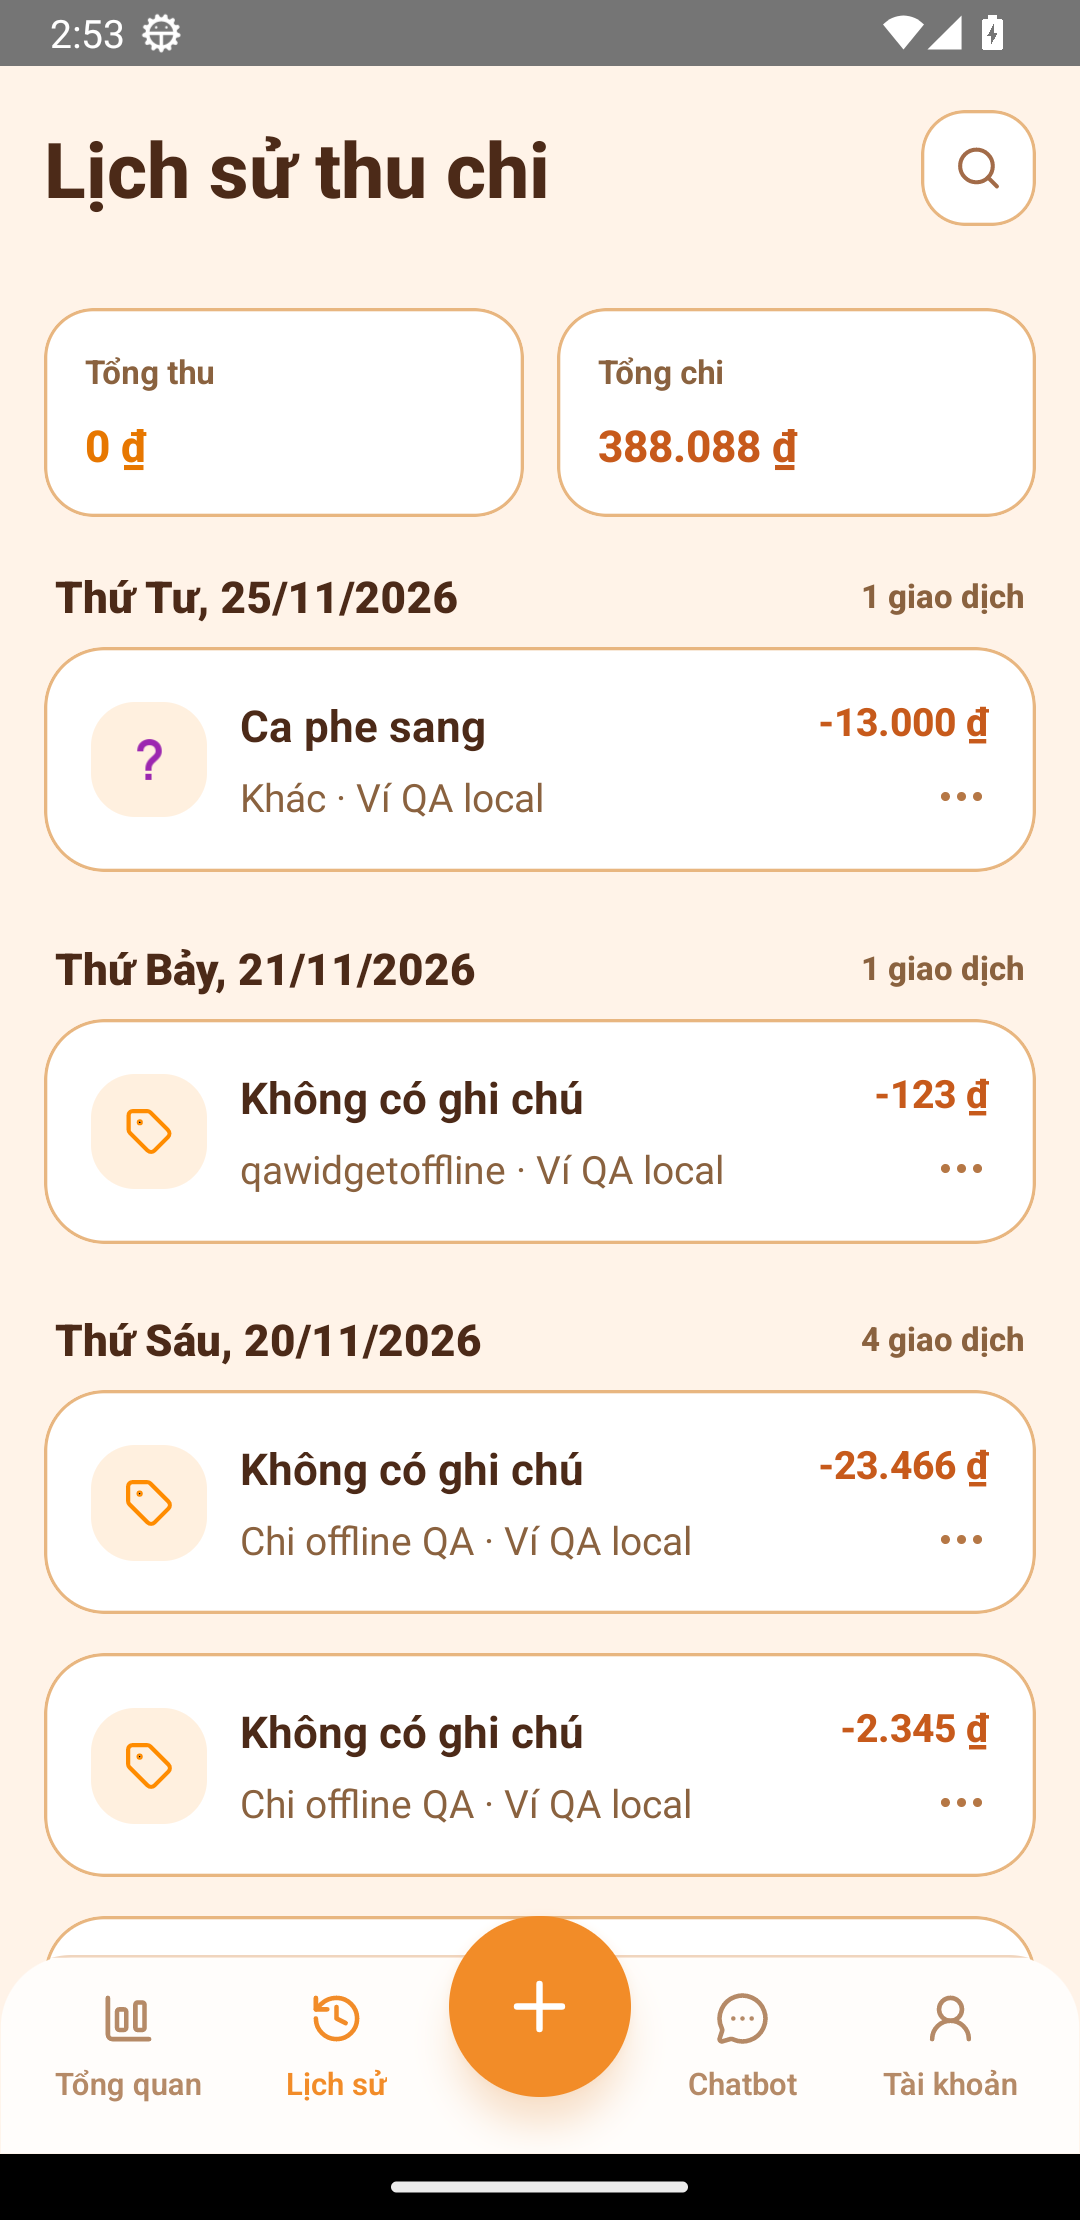 2:53
Lịch sử thu chi
Tổng thu
0 ₫
Tổng chi
388.088 ₫
Thứ Tư, 25/11/2026
1 giao dịch
Ca phe sang
-13.000 ₫
Khác · Ví QA local
Thứ Bảy, 21/11/2026
1 giao dịch
Không có ghi chú
-123 ₫
qawidgetoffline · Ví QA local
Thứ Sáu, 20/11/2026
4 giao dịch
Không có ghi chú
-23.466 ₫
Chi offline QA · Ví QA local
Không có ghi chú
-2.345 ₫
Chi offline QA · Ví QA local
Tổng quan
Lịch sử
Chatbot
Tài khoản